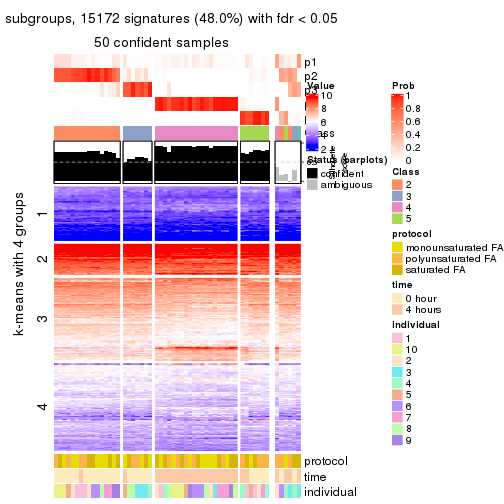 subgroups, 15172 signatures (48.0%) with fdr < 0.05
50 confident samples
k-means with 4 groups
1
2
3
4
p1
p2
Value
10
8
6
4
2
Status (barplots)
confident
ambiguous
Prob
1
0.8
0.6
0.4
0.2
0
Class
2
3
4
5
protocol
monounsaturated FA
polyunsaturated FA
saturated FA
time
0 hour
4 hours
individual
1
10
2
3
4
5
6
7
8
9
protocol
time
individual